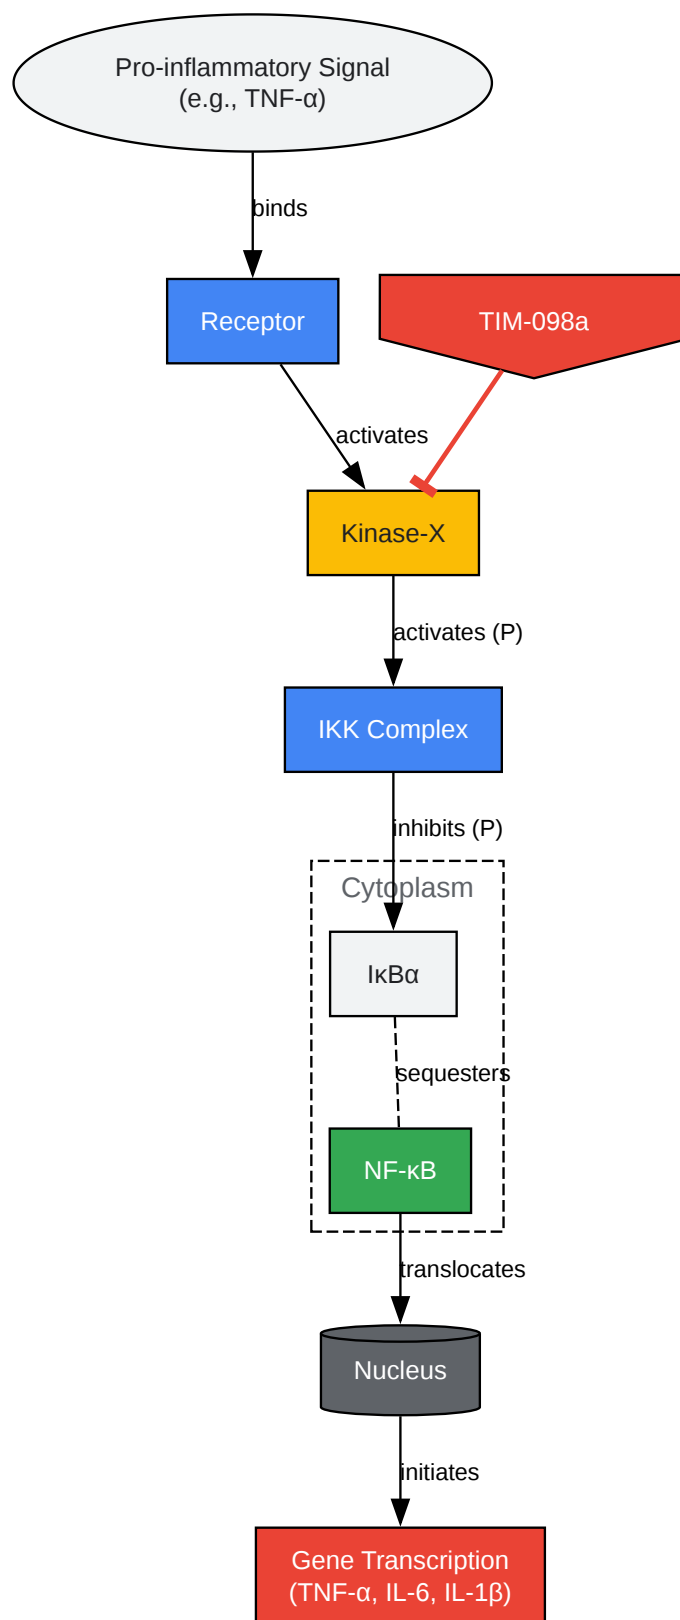 Pro-inflammatory Signal
(e.g., TNF-α)
binds
Receptor
TIM-098a
activates
Kinase-X
activates (P)
IKK Complex
inhibits (P)
Cytoplasm
IκBα
sequesters
NF-κB
translocates
Nucleus
initiates
Gene Transcription
(TNF-α, IL-6, IL-1β)